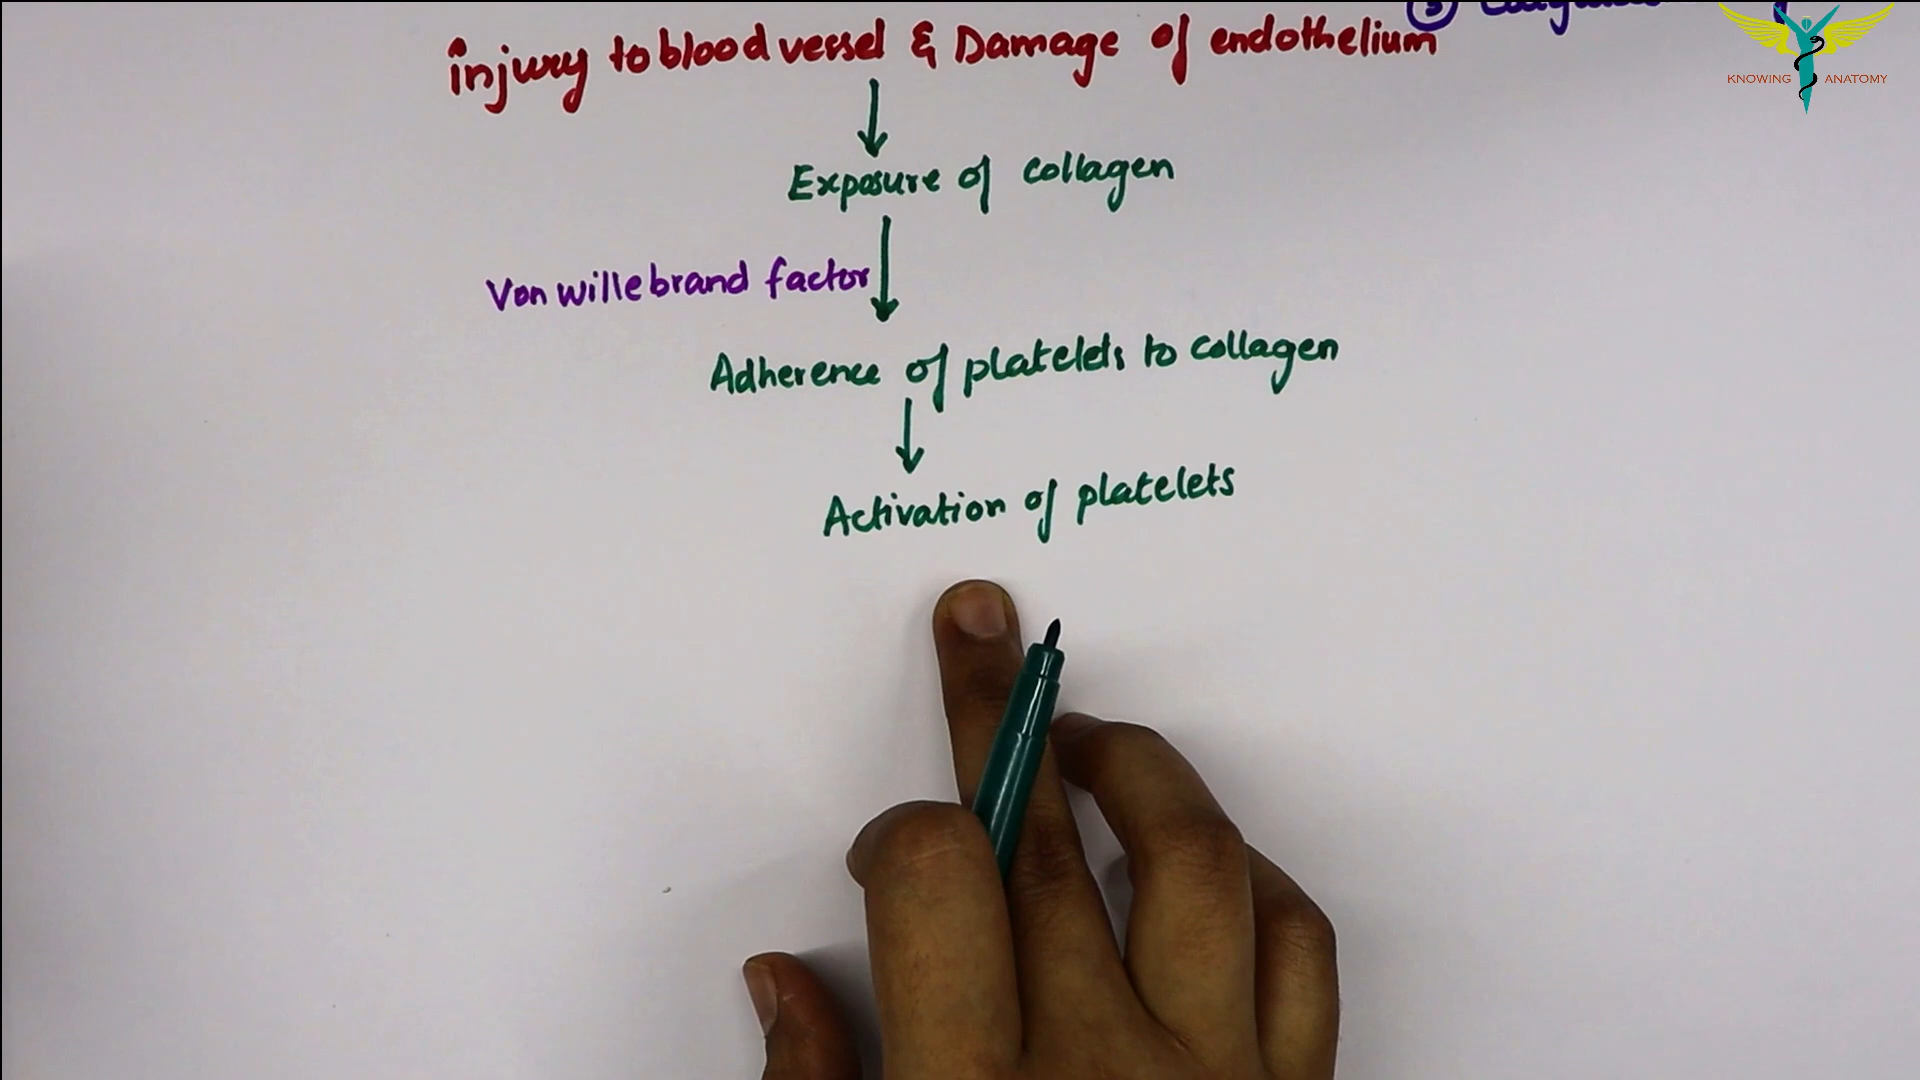 injury to blood vessel & Damage of endothelium
Exposure of collagen
Von willebrand factor
Adherence of platelets to collagen
Activation of platelets
KNOWING ANATOMY